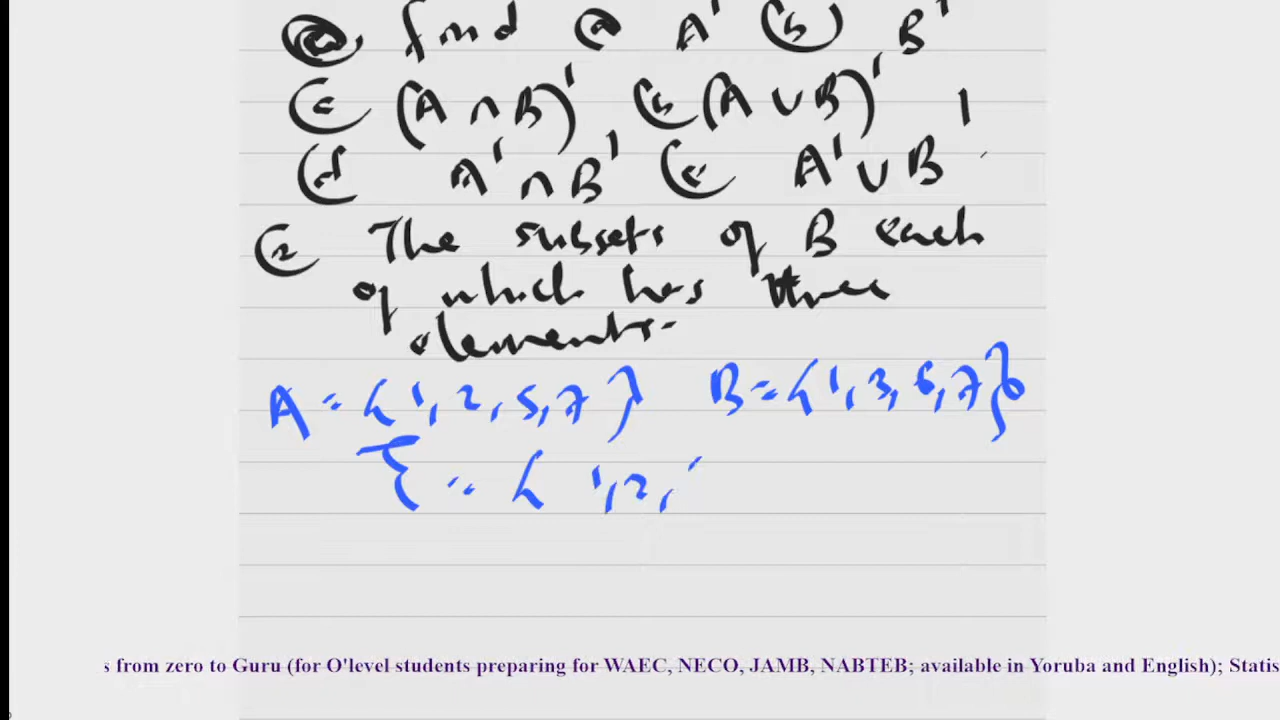 (a) find (a) A' (b) B'
(c) (A ∩ B)' (b) (A ∪ B)'
(d) A' ∩ B' (e) A' ∪ B'
(2) The subsets of B each
of which has three
elements.
A = { 1, 2, 5, 7 } B = { 1, 3, 6, 7 }
ξ = { 1, 2,
s from zero to Guru (for O'level students preparing for WAEC, NECO, JAMB, NABTEB; available in Yoruba and English); Statis